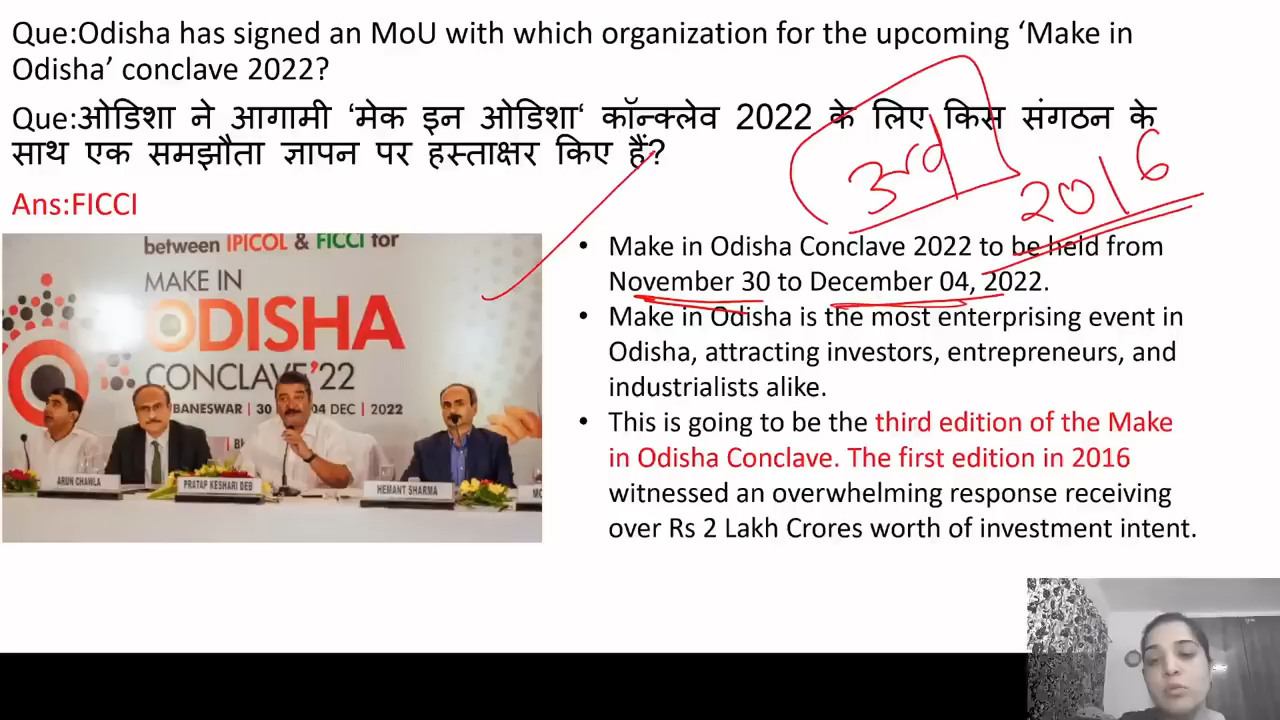 Que:Odisha has signed an MoU with which organization for the upcoming ‘Make in
Odisha’ conclave 2022?
Que:ओडिशा ने आगामी ‘मेक इन ओडिशा‘ कॉन्क्लेव 2022 के लिए किस संगठन के
साथ एक समझौता ज्ञापन पर हस्ताक्षर किए हैं?
3rd
2016
Ans:FICCI
between IPICOL & FICCI for
MAKE IN
ODISHA
CONCLAVE'22
BANESWAR | 30 04 DEC | 2022
ARUN CHAWLA
PRATAP KESHARI DEB
HEMANT SHARMA
• Make in Odisha Conclave 2022 to be held from
November 30 to December 04, 2022.
• Make in Odisha is the most enterprising event in
Odisha, attracting investors, entrepreneurs, and
industrialists alike.
• This is going to be the third edition of the Make
in Odisha Conclave. The first edition in 2016
witnessed an overwhelming response receiving
over Rs 2 Lakh Crores worth of investment intent.